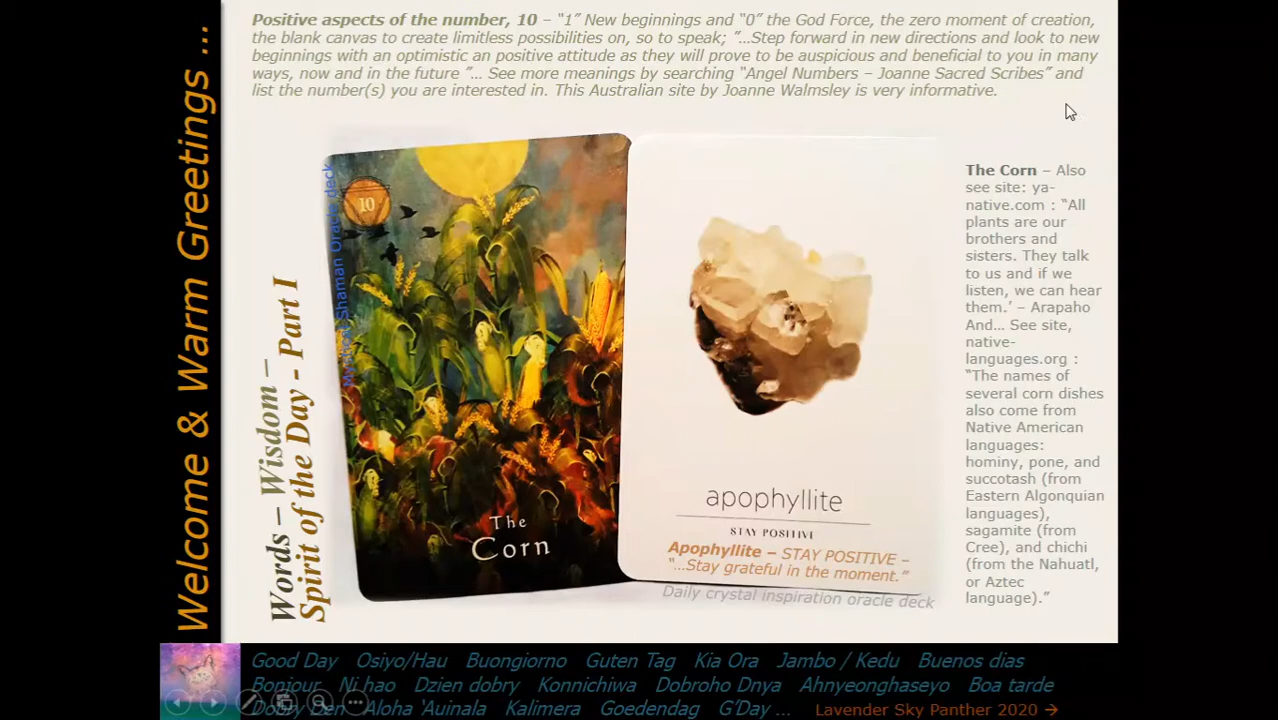 Welcome & Warm Greetings ...
Words – Wisdom –
Spirit of the Day - Part I
Positive aspects of the number, 10 – “1” New beginnings and “0” the God Force, the zero moment of creation,
the blank canvas to create limitless possibilities on, so to speak; ”…Step forward in new directions and look to new
beginnings with an optimistic an positive attitude as they will prove to be auspicious and beneficial to you in many
ways, now and in the future ”… See more meanings by searching “Angel Numbers – Joanne Sacred Scribes” and
list the number(s) you are interested in. This Australian site by Joanne Walmsley is very informative.
Mystical Shaman Oracle deck
10
The
Corn
apophyllite
STAY POSITIVE
Apophyllite – STAY POSITIVE –
“…Stay grateful in the moment.”
Daily crystal inspiration oracle deck
The Corn – Also
see site: ya-
native.com : “All
plants are our
brothers and
sisters. They talk
to us and if we
listen, we can hear
them.’ – Arapaho
And… See site,
native-
languages.org :
“The names of
several corn dishes
also come from
Native American
languages:
hominy, pone, and
succotash (from
Eastern Algonquian
languages),
sagamite (from
Cree), and chichi
(from the Nahuatl,
or Aztec
language).”
Good Day Osiyo/Hau Buongiorno Guten Tag Kia Ora Jambo / Kedu Buenos dias
Bonjour Ni hao Dzien dobry Konnichiwa Dobroho Dnya Ahnyeonghaseyo Boa tarde
Dobry Den Aloha ‘Auinala Kalimera Goedendag G’Day …
Lavender Sky Panther 2020 →